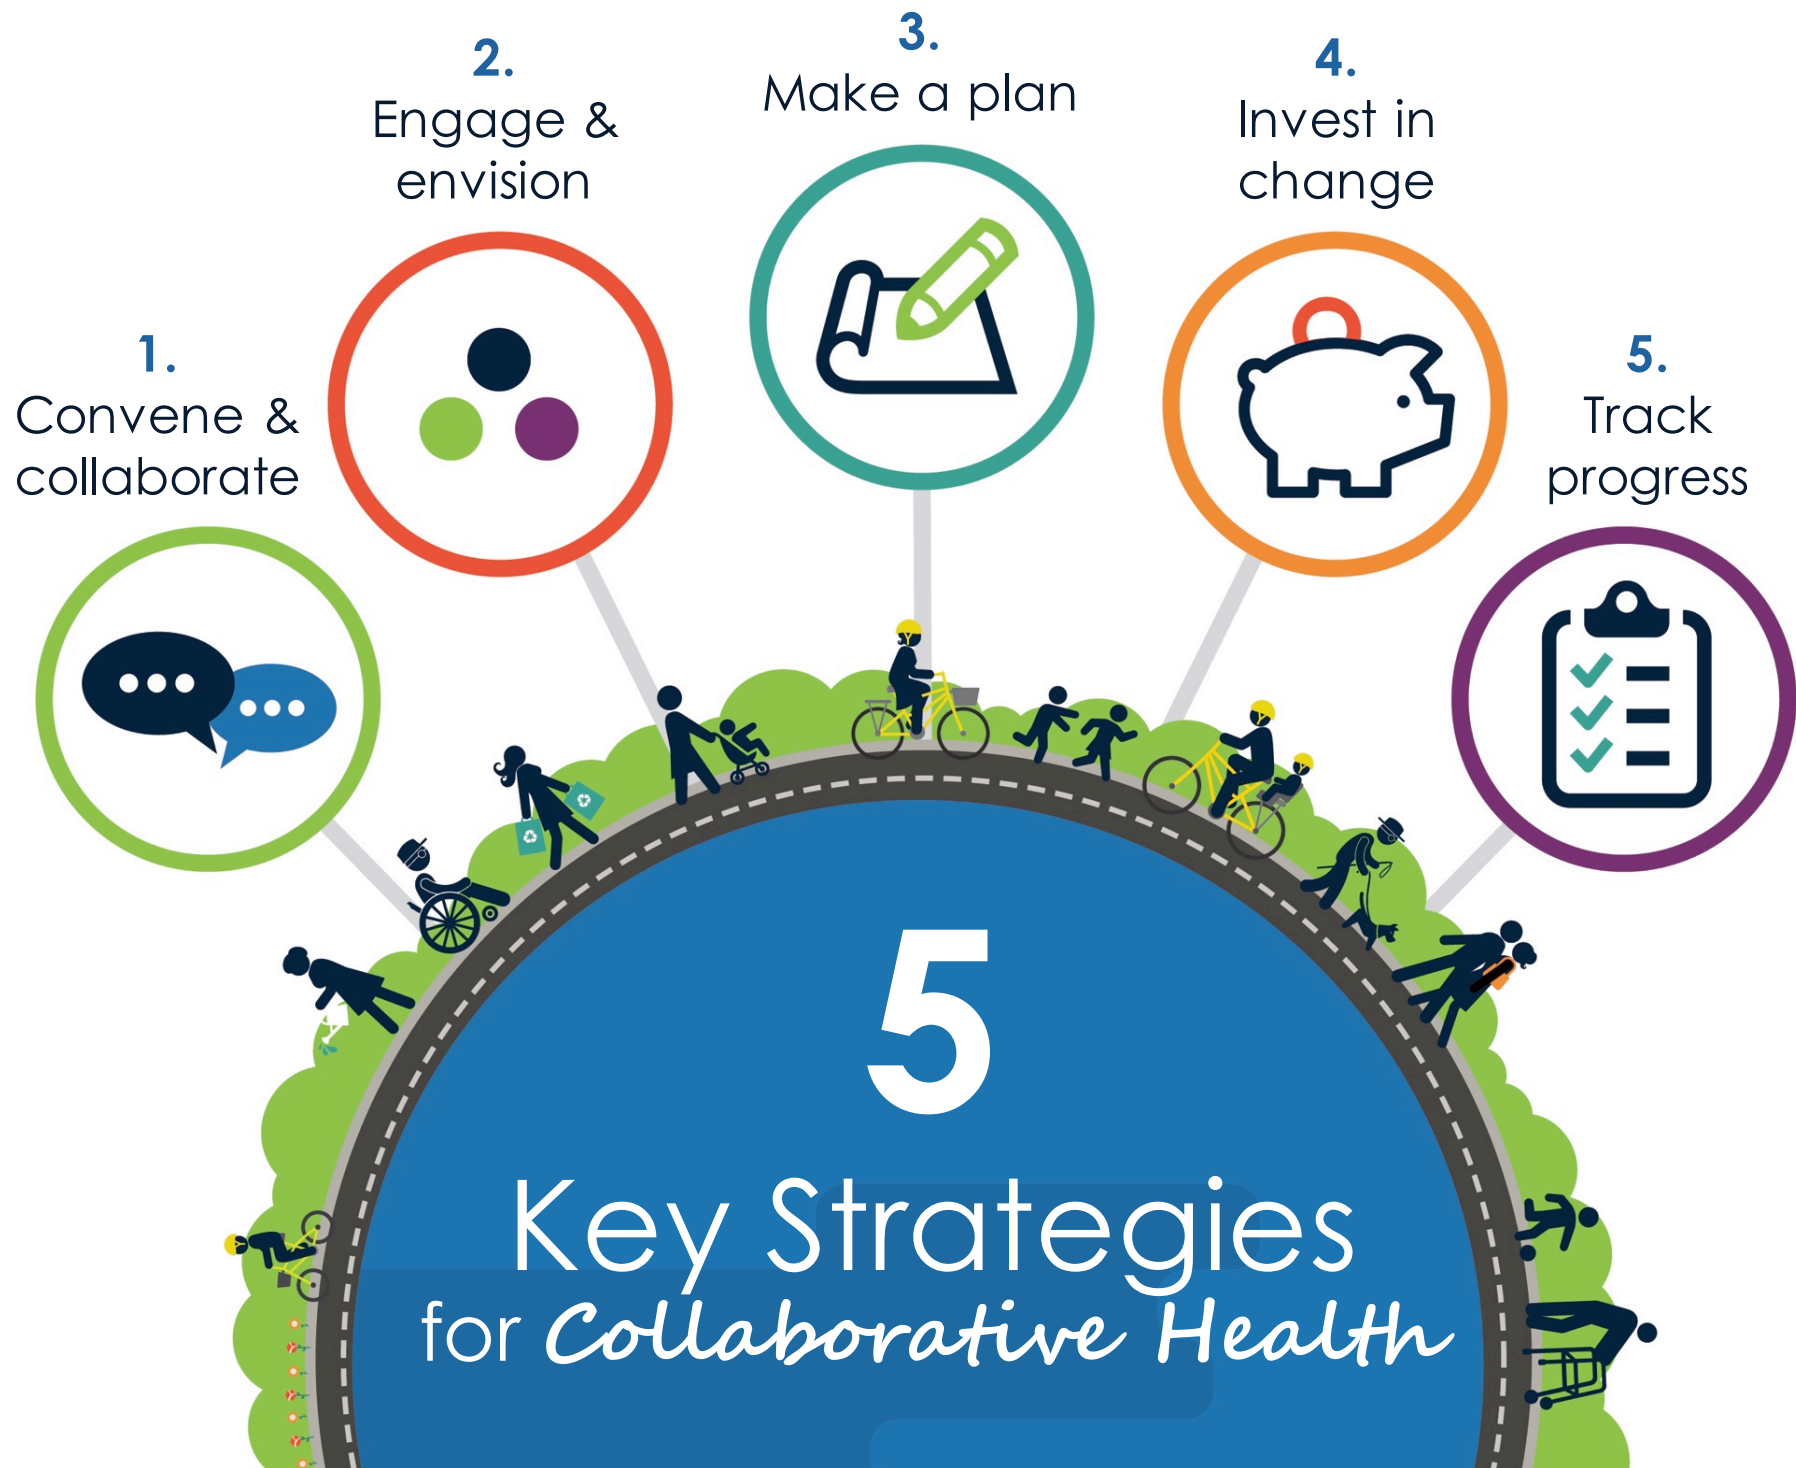 1.
Convene &
collaborate
2.
Engage &
envision
3.
Make a plan
4.
Invest in
change
5.
Track
progress
5
Key Strategies
for Collaborative Health